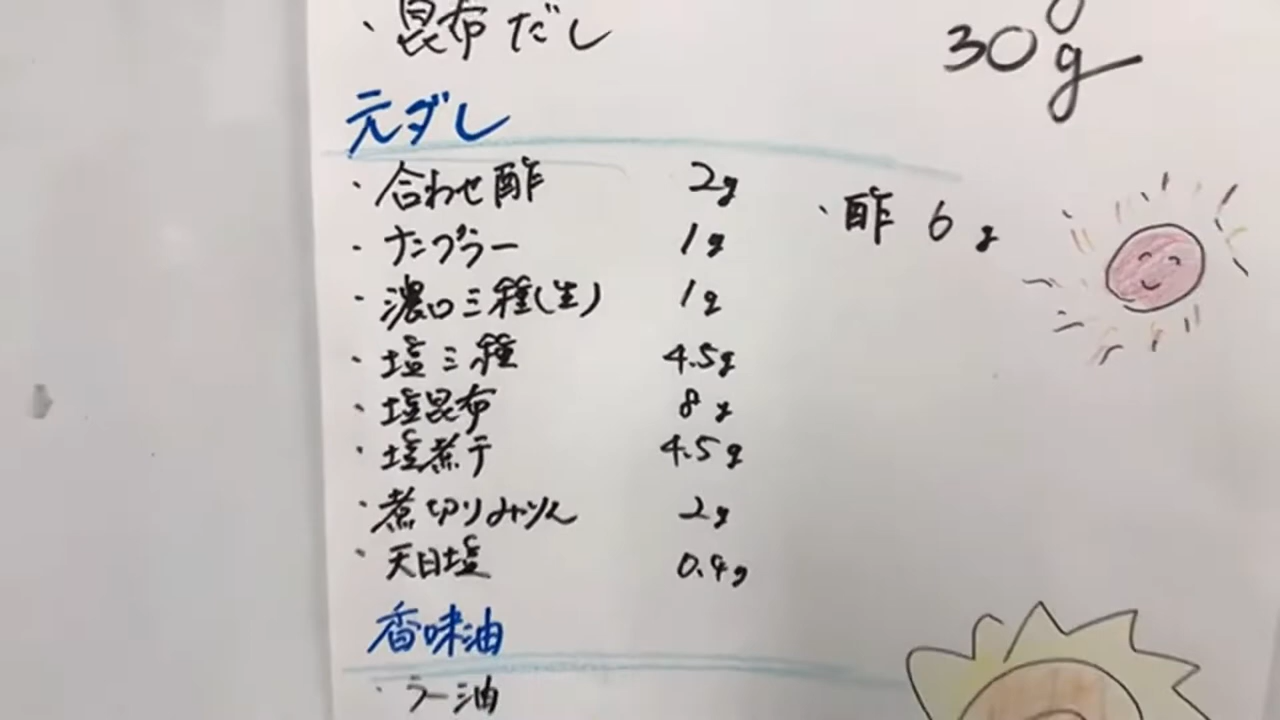 ・昆布だし
30g
元ダレ
・合わせ酢 2g
・酢 6g
・ナンプラー 1g
・濃口三種(生) 1g
・塩三種 4.5g
・塩昆布 8g
・塩煮干 4.5g
・煮切りみりん 2g
・天日塩 0.4g
香味油
・ラー油